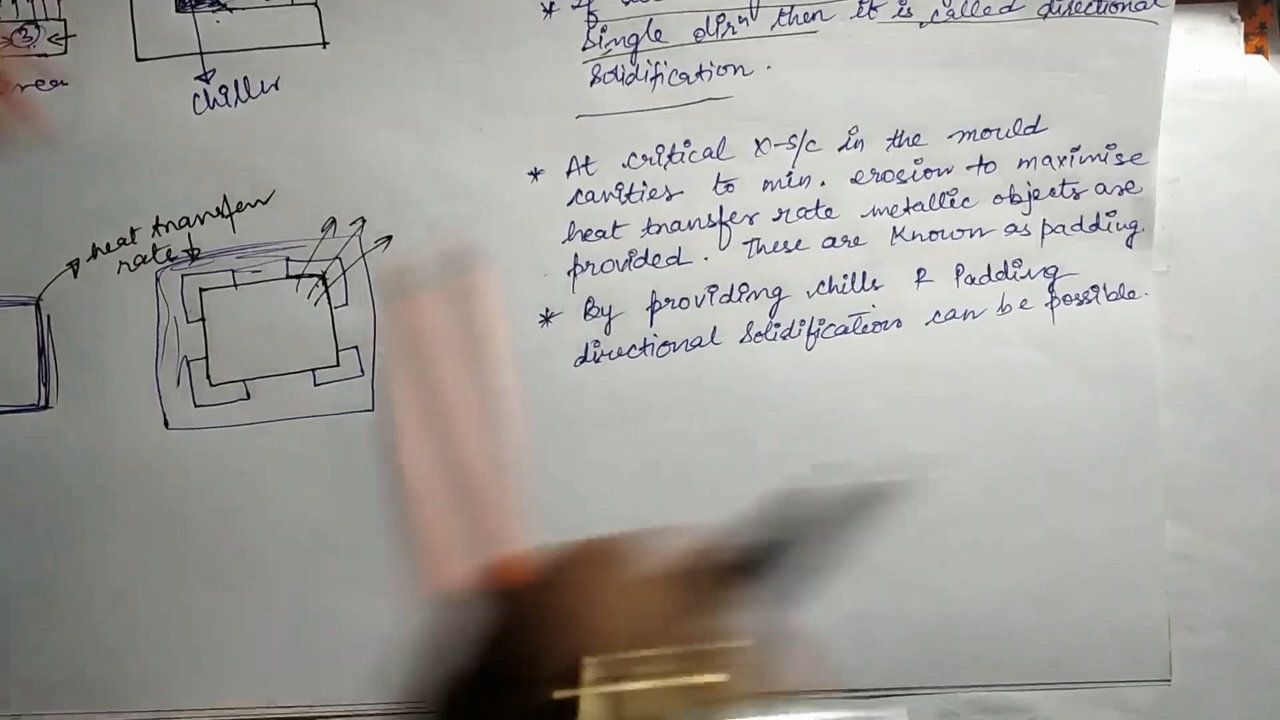 ③
chiller
heat transfer
rate ↓
* If
Single dirⁿ then it is called directional
Solidification.
* At critical x-s/c in the mould
cavities to min. erosion to maximise
heat transfer rate metallic objects are
provided. These are known as padding
* By providing chills & Padding
directional Solidification can be possible.